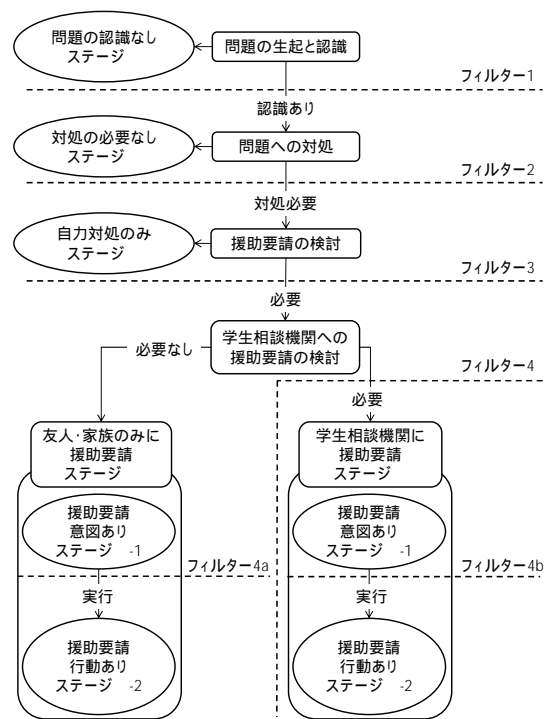 問題の認識なし
ステージ
問題の生起と認識
フィルター1
認識あり
対処の必要なし
ステージ
問題への対処
フィルター2
対処必要
自力対処のみ
ステージ
援助要請の検討
フィルター3
必要
学生相談機関への
援助要請の検討
必要なし
フィルター4
必要
友人・家族のみに
援助要請
ステージ
学生相談機関に
援助要請
ステージ
援助要請
意図あり
ステージ -1
援助要請
意図あり
ステージ -1
フィルター4a
フィルター4b
実行
実行
援助要請
行動あり
ステージ -2
援助要請
行動あり
ステージ -2